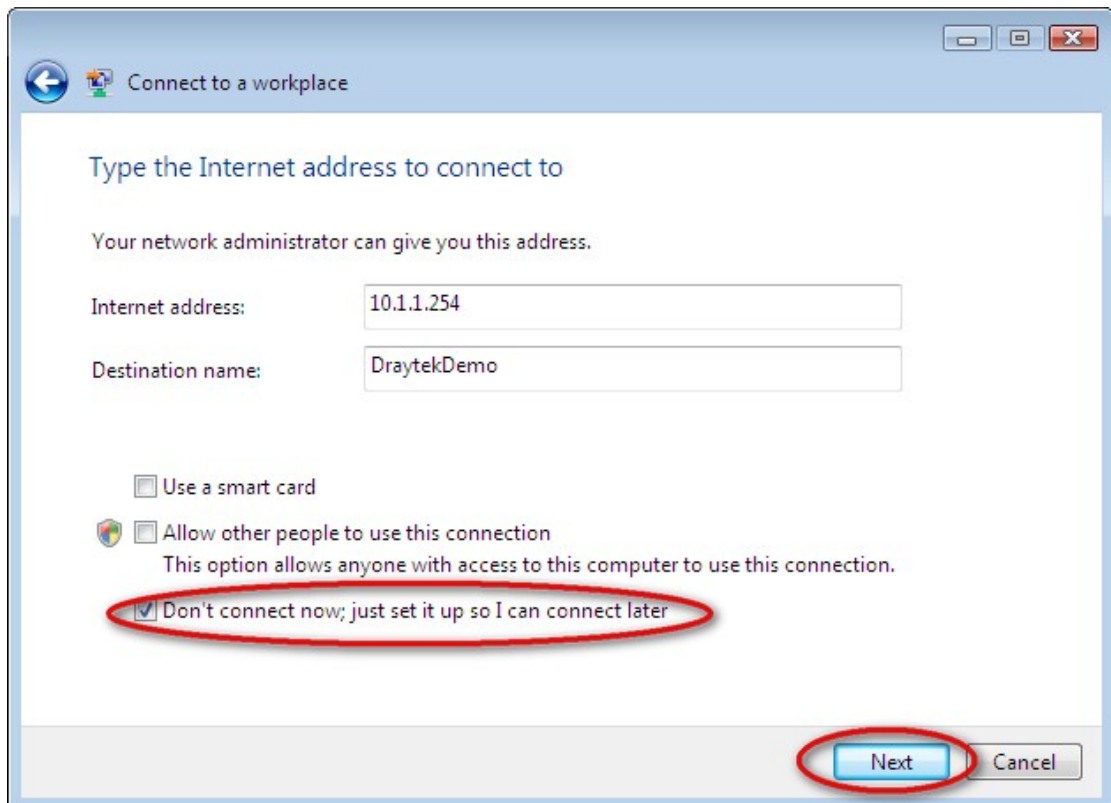 Connect to a workplace
Type the Internet address to connect to
Your network administrator can give you this address.
Internet address: 10.1.1.254
Destination name: DraytekDemo
Use a smart card
Allow other people to use this connection
This option allows anyone with access to this computer to use this connection.
Don't connect now; just set it up so I can connect later
Next Cancel